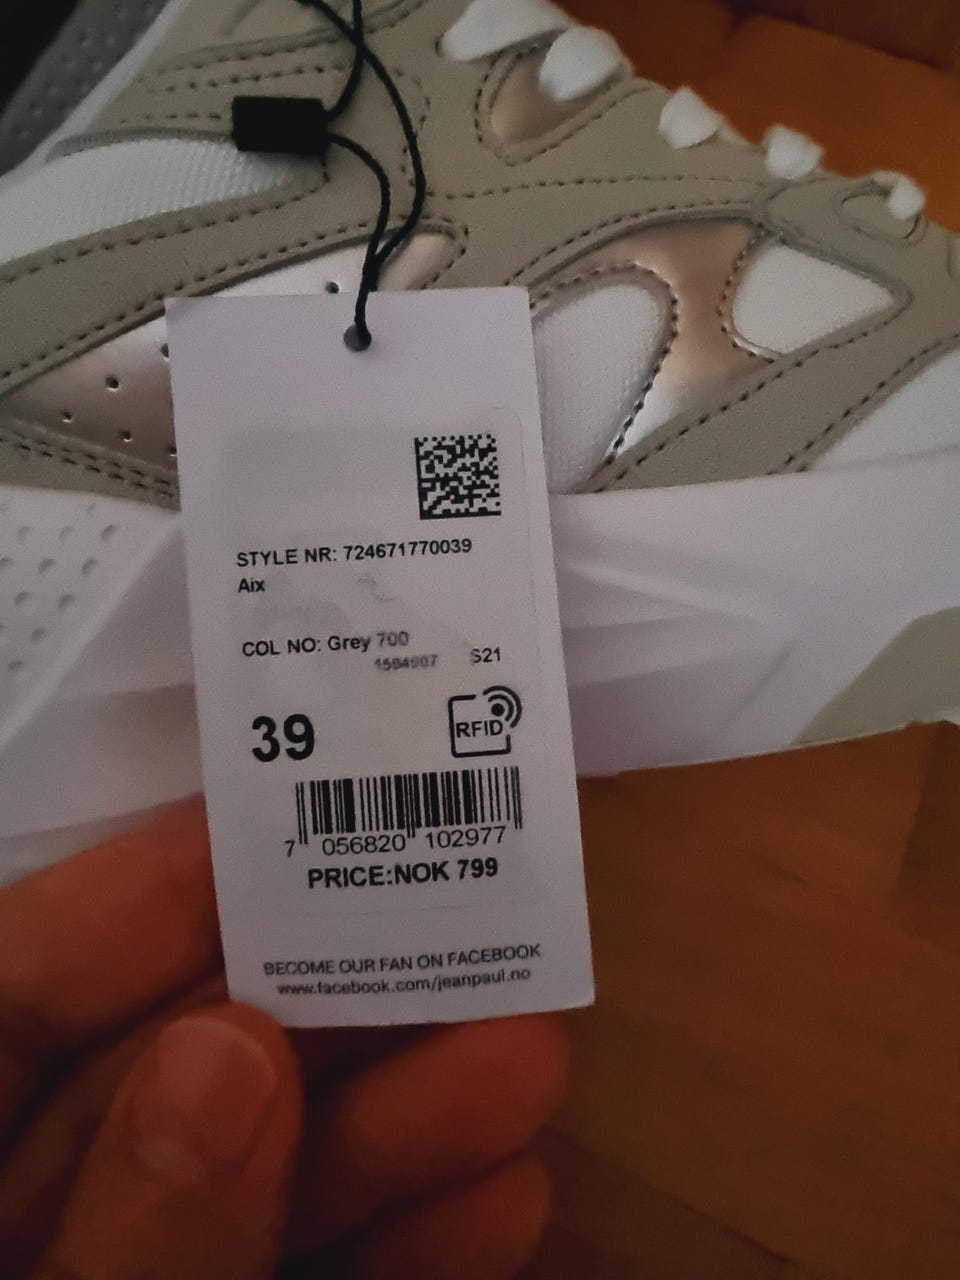 STYLE NR: 724671770039
Aix
COL NO: Grey 700
1594987 S21
39
RFID
7 056820 102977
PRICE:NOK 799
BECOME OUR FAN ON FACEBOOK
www.facebook.com/jeanpaul.no